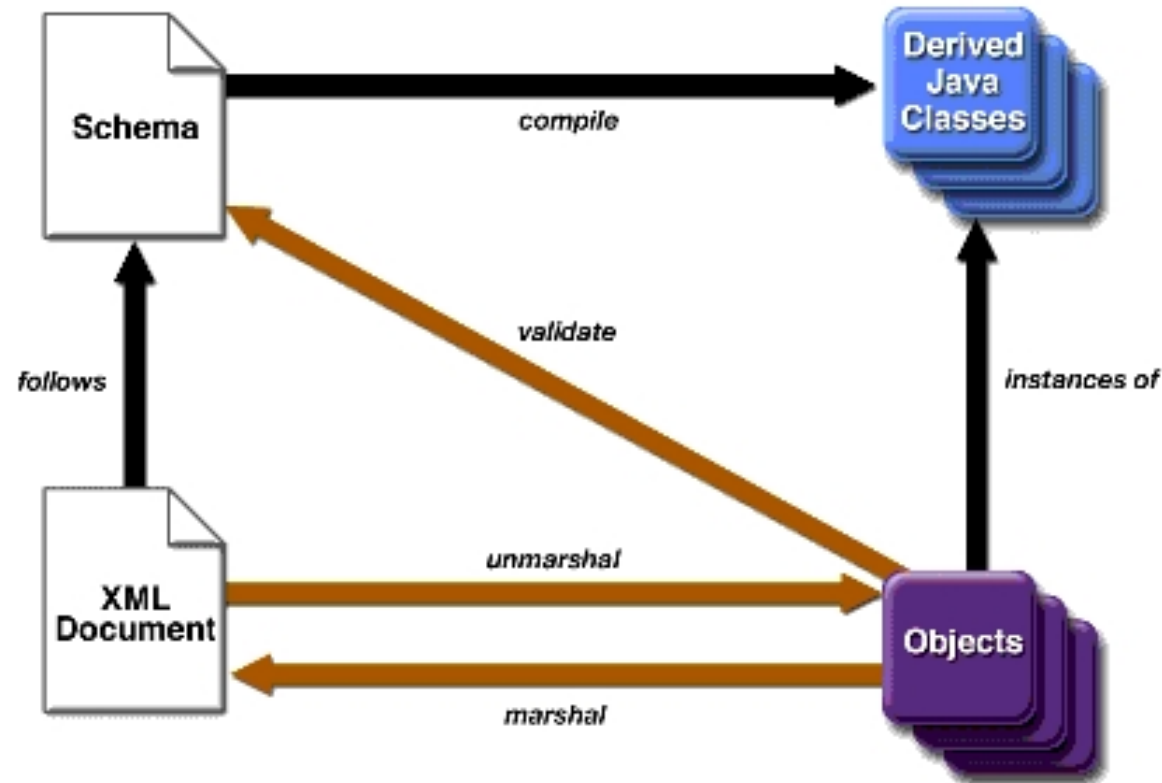 Schema
compile
Derived
Java
Classes
validate
follows
instances of
unmarshal
XML
Document
Objects
marshal